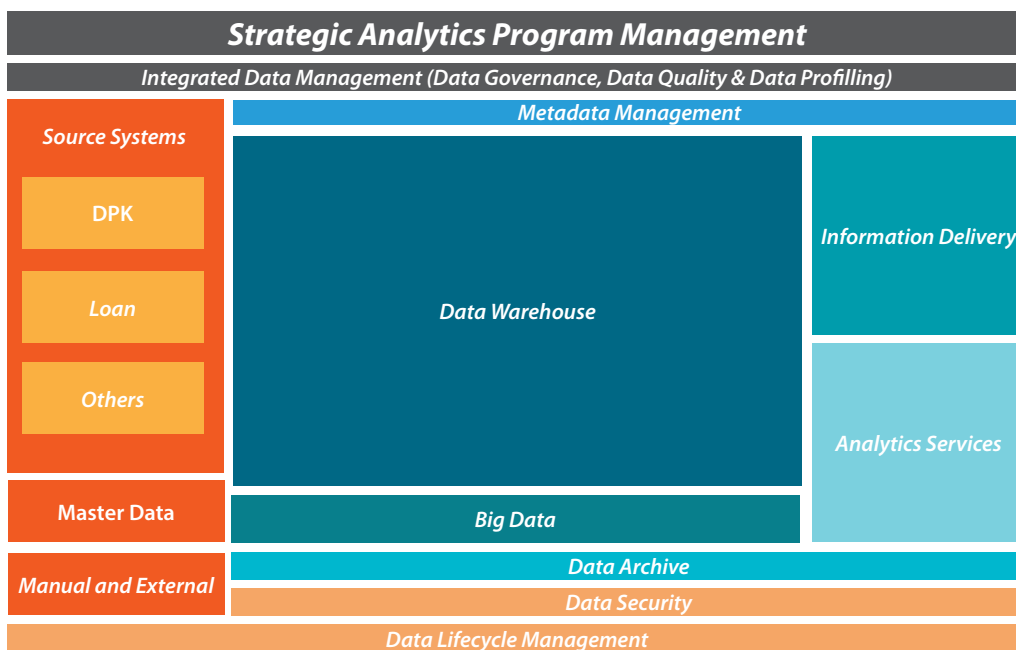 Strategic Analytics Program Management
Integrated Data Management (Data Governance, Data Quality & Data Profilling)
Source Systems
DPK
Loan
Others
Master Data
Manual and External
Metadata Management
Data Warehouse
Big Data
Information Delivery
Analytics Services
Data Archive
Data Security
Data Lifecycle Management